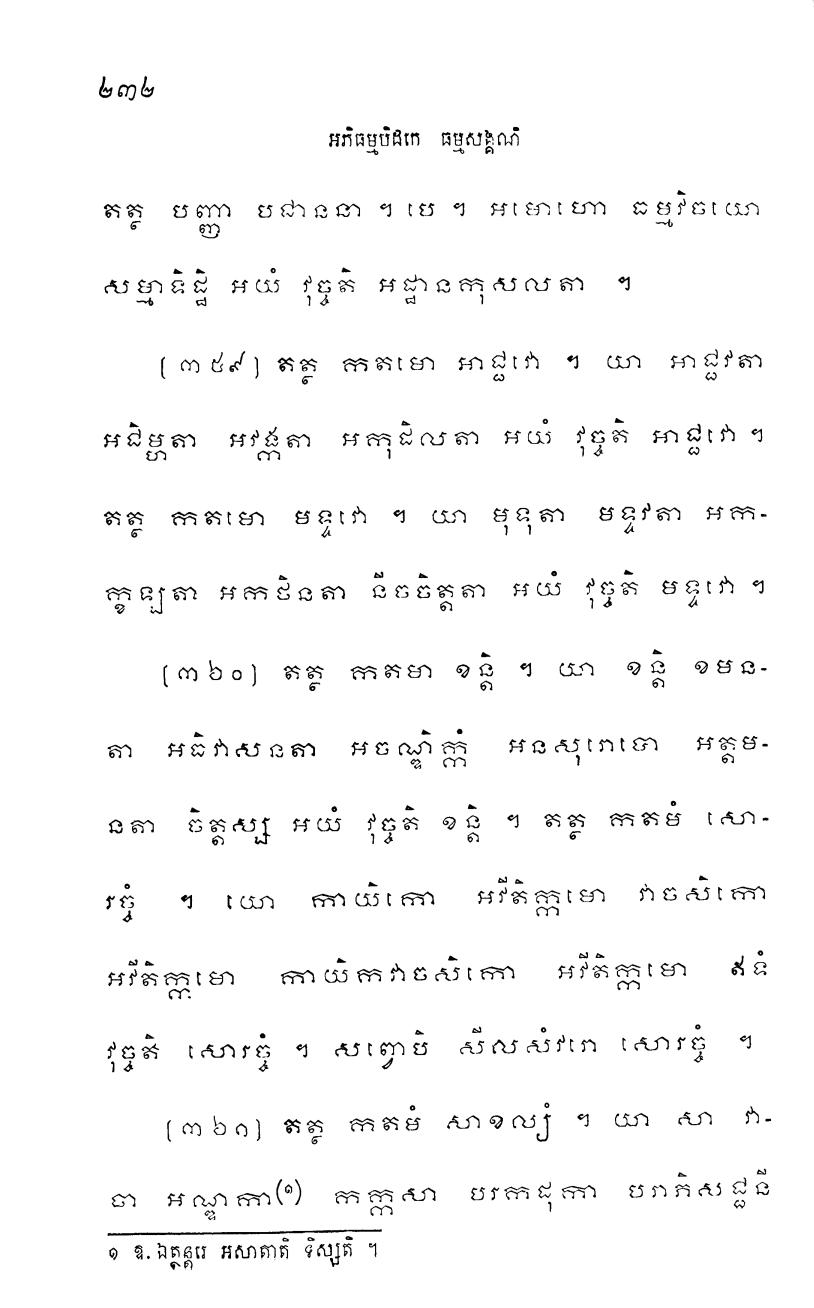 ២៣២
អភិធម្មបិដកេ ធម្មសង្គណី
តត្ថ បញ្ញា បជាននា ។ បេ ។ អមោហោ ធម្មវិចយោ
សម្មាទិដ្ឋិ អយំ វុច្ចតិ អដ្ឋានកុសលតា ។
(៣៥៩) តត្ថ កតមោ អាជ្ជវោ ។ យា អាជ្ជវតា
អជិម្ហតា អវង្កតា អកុដិលតា អយំ វុច្ចតិ អាជ្ជវោ ។
តត្ថ កតមោ មទ្ទវោ ។ យា មុទុតា មទ្ទវតា អក-
ក្ខឡតា អកថិនតា នីចចិត្តតា អយំ វុច្ចតិ មទ្ទវោ ។
(៣៦០) តត្ថ កតមា ខន្តិ ។ យា ខន្តិ ខមន-
តា អធិវាសនតា អចណ្ឌិក្កំ អនសុរោបោ អត្តម-
នតា ចិត្តស្ស អយំ វុច្ចតិ ខន្តិ ។ តត្ថ កតមំ សោ-
រច្ចំ ។ យោ កាយិកោ អវីតិក្កមោ វាចសិកោ
អវីតិក្កមោ កាយិកវាចសិកោ អវីតិក្កមោ ឥទំ
វុច្ចតិ សោរច្ចំ ។ សព្វោបិ សីលសំវរោ សោរច្ចំ ។
(៣៦១) តត្ថ កតមំ សាខល្យំ ។ យា សា វា-
ចា អណ្ឌកា(១) កក្កសា បរកដុកា បរាភិសជ្ជនី
១ ឱ. ឯត្ថន្តរេ អសាតាតិ ទិស្សតិ ។